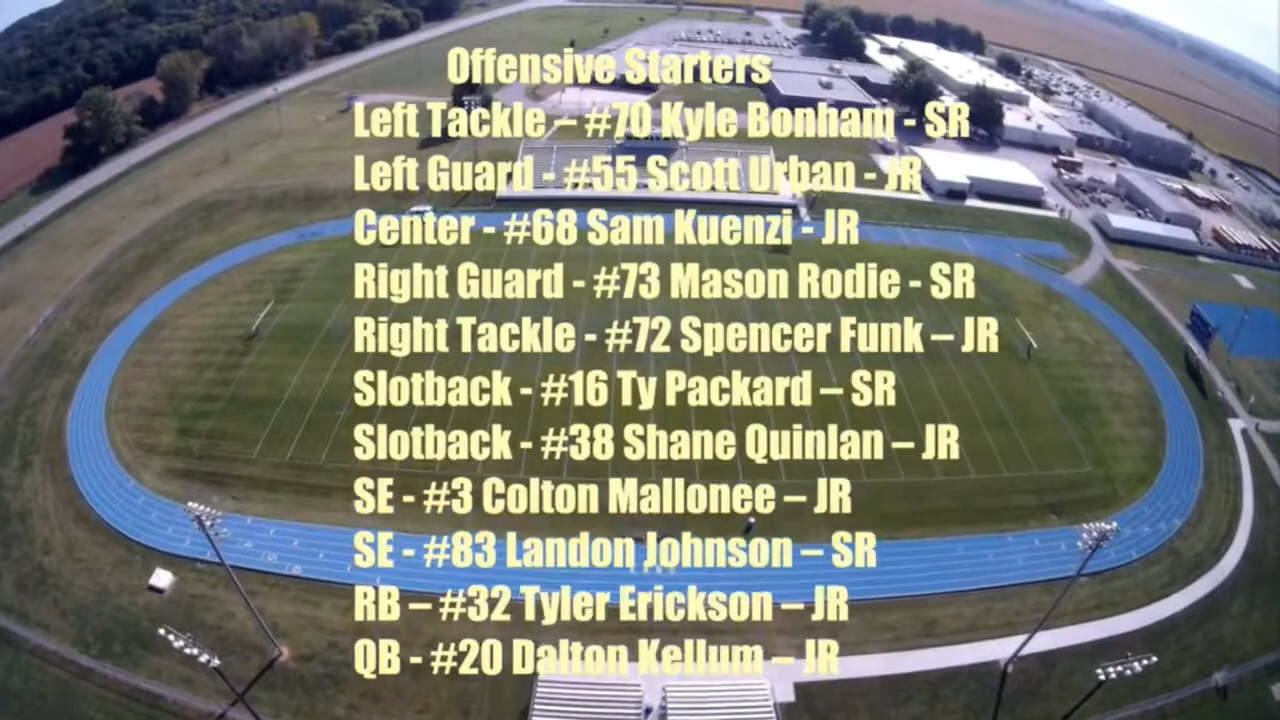 Offensive Starters
Left Tackle – #70 Kyle Bonham - SR
Left Guard - #55 Scott Urban - JR
Center - #68 Sam Kuenzi - JR
Right Guard - #73 Mason Rodie - SR
Right Tackle - #72 Spencer Funk – JR
Slotback - #16 Ty Packard – SR
Slotback - #38 Shane Quinlan – JR
SE - #3 Colton Mallonee – JR
SE - #83 Landon Johnson – SR
RB – #32 Tyler Erickson – JR
QB - #20 Dalton Kellum – JR